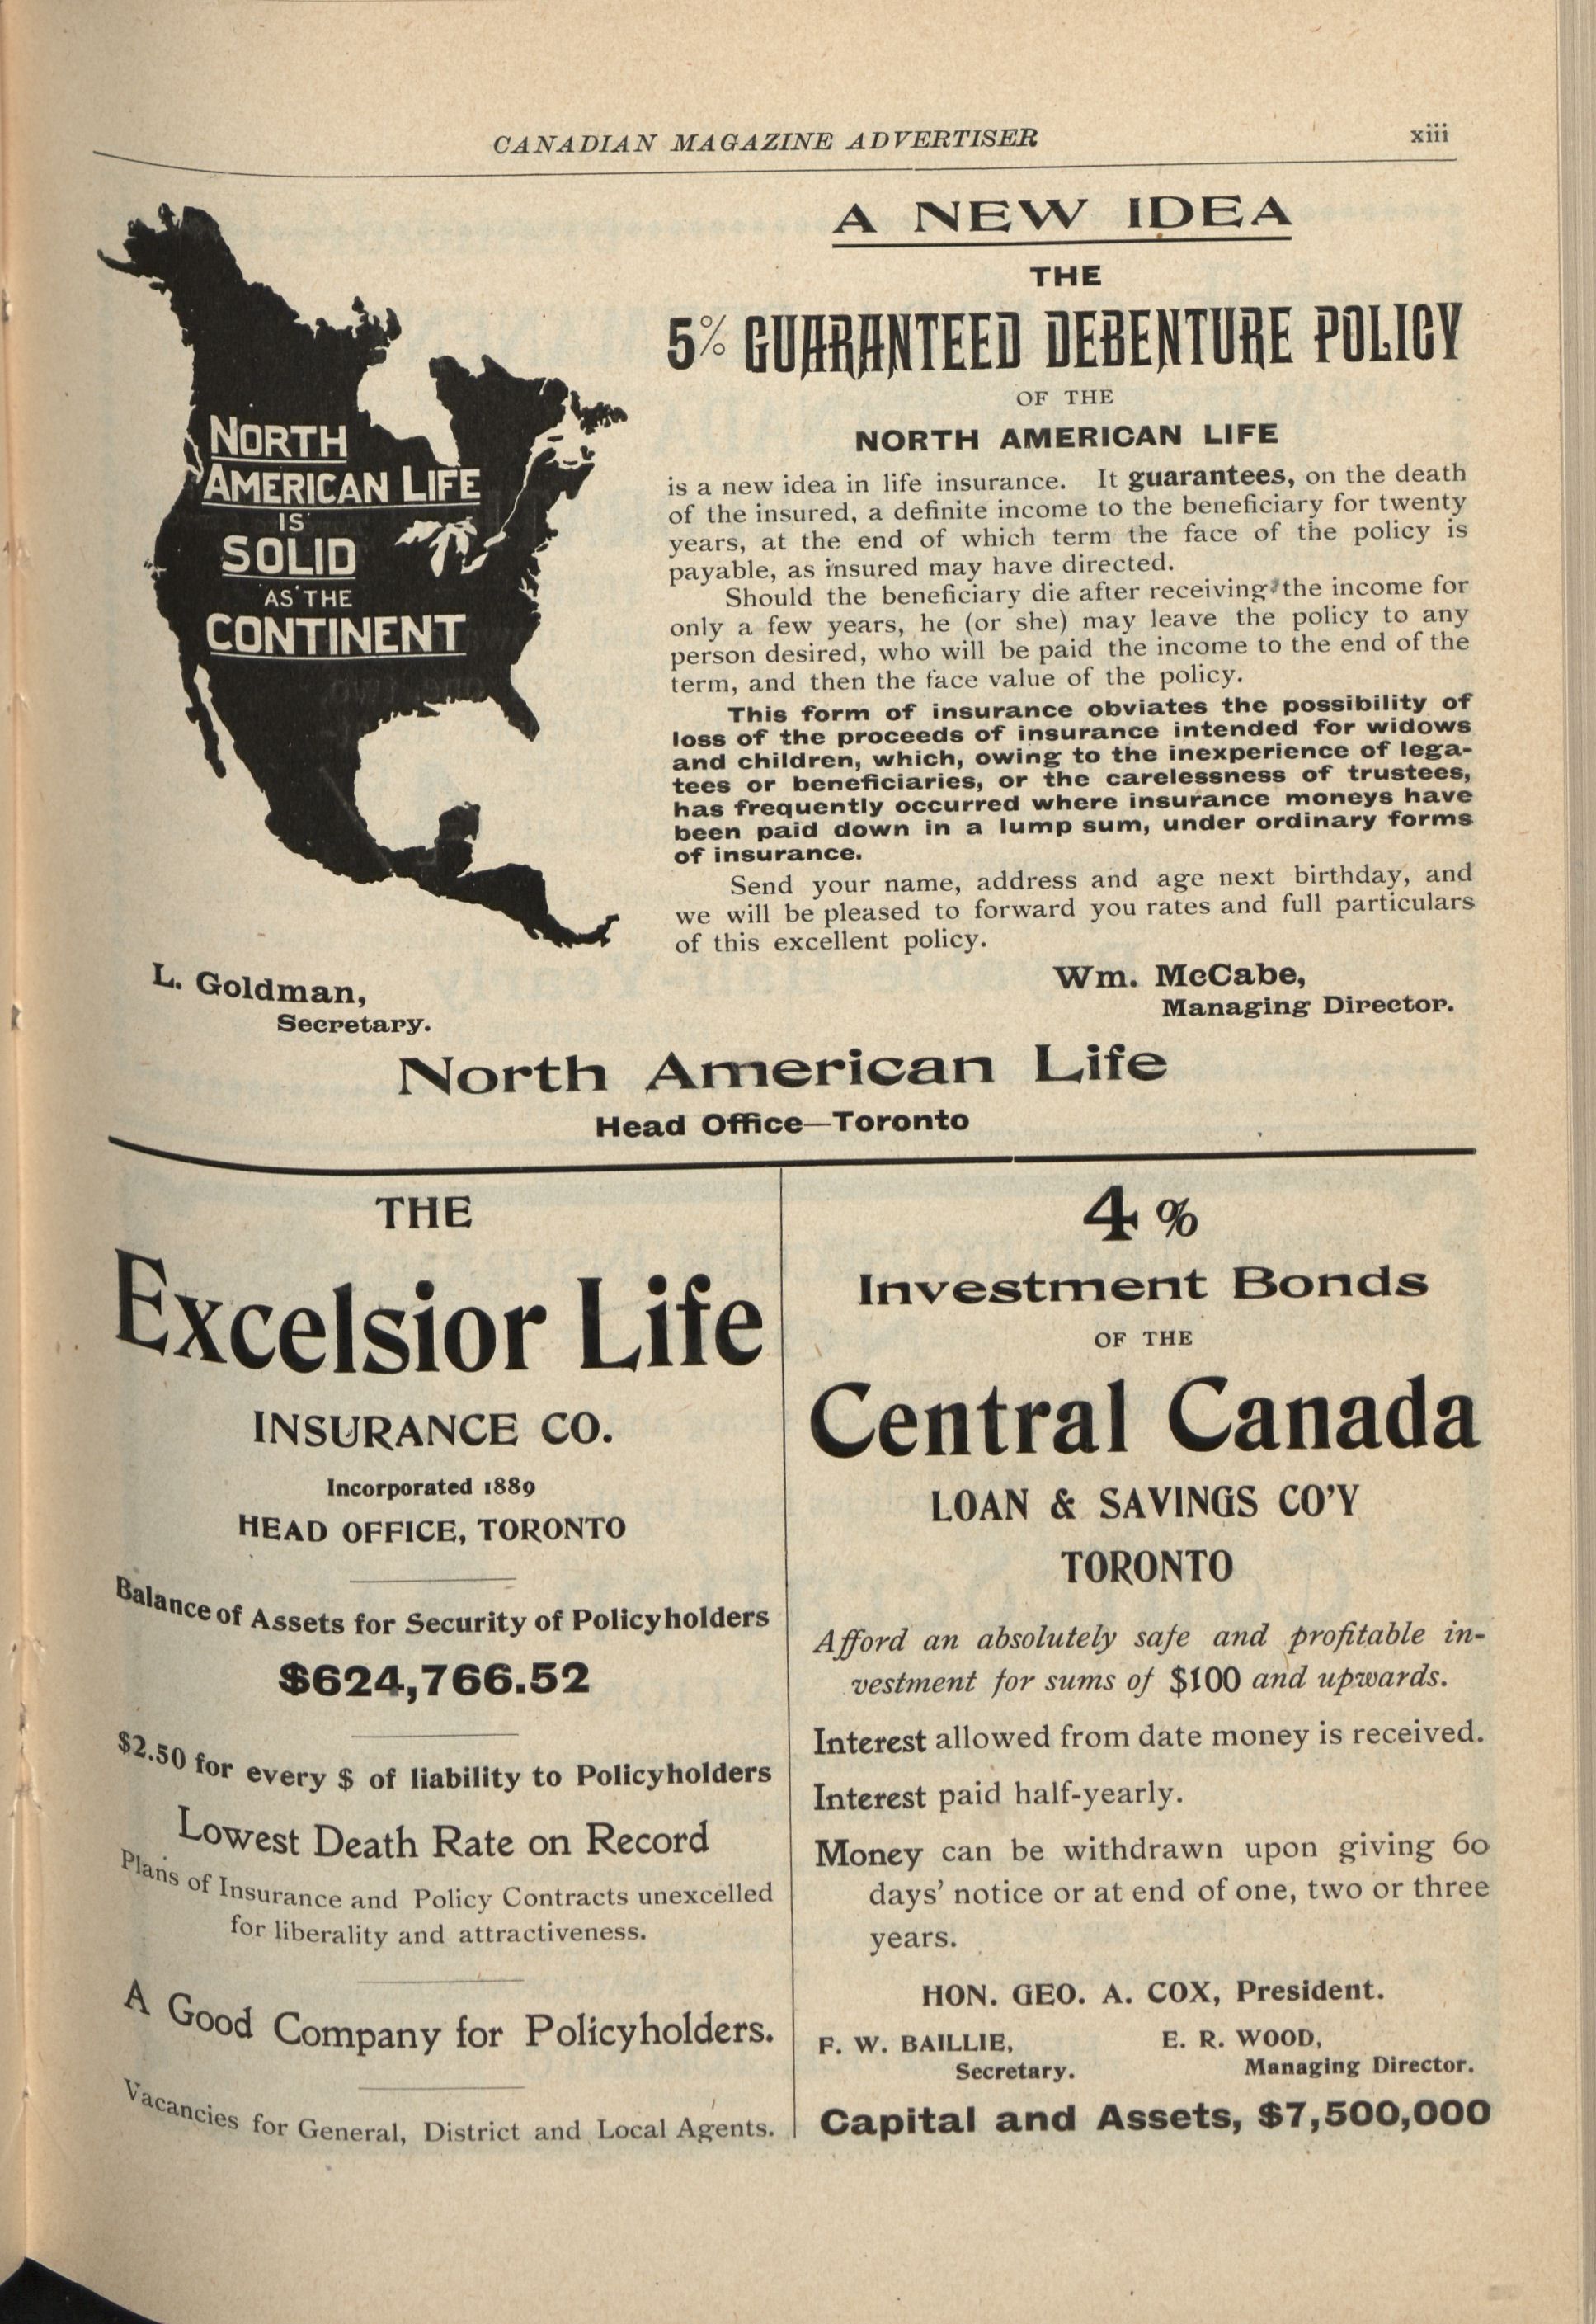 CANADIAN MAGAZINE ADVERTISER
xiii
NORTH
AMERICAN LIFE
IS
SOLID
AS THE
CONTINENT
A NEW IDEA
THE
5% GUARANTEED DEBENTURE POLICY
OF THE
NORTH AMERICAN LIFE
is a new idea in life insurance. It guarantees, on the death
of the insured, a definite income to the beneficiary for twenty
years, at the end of which term the face of the policy is
payable, as insured may have directed.
Should the beneficiary die after receiving the income for
only a few years, he (or she) may leave the policy to any
person desired, who will be paid the income to the end of the
term, and then the face value of the policy.
This form of insurance obviates the possibility of
loss of the proceeds of insurance intended for widows
and children, which, owing to the inexperience of lega-
tees or beneficiaries, or the carelessness of trustees,
has frequently occurred where insurance moneys have
been paid down in a lump sum, under ordinary forms
of insurance.
Send your name, address and age next birthday, and
we will be pleased to forward you rates and full particulars
of this excellent policy.
L. Goldman,
Secretary.
Wm. McCabe,
Managing Director.
North American Life
Head Office—Toronto
THE
Excelsior Life
INSURANCE CO.
Incorporated 1889
HEAD OFFICE, TORONTO
Balance of Assets for Security of Policyholders
$624,766.52
$2.50 for every $ of liability to Policyholders
Lowest Death Rate on Record
Plans of Insurance and Policy Contracts unexcelled
for liberality and attractiveness.
A Good Company for Policyholders.
Vacancies for General, District and Local Agents.
4%
Investment Bonds
OF THE
Central Canada
LOAN & SAVINGS CO'Y
TORONTO
Afford an absolutely safe and profitable in-
vestment for sums of $100 and upwards.
Interest allowed from date money is received.
Interest paid half-yearly.
Money can be withdrawn upon giving 60
days' notice or at end of one, two or three
years.
HON. GEO. A. COX, President.
F. W. BAILLIE,
Secretary.
E. R. WOOD,
Managing Director.
Capital and Assets, $7,500,000